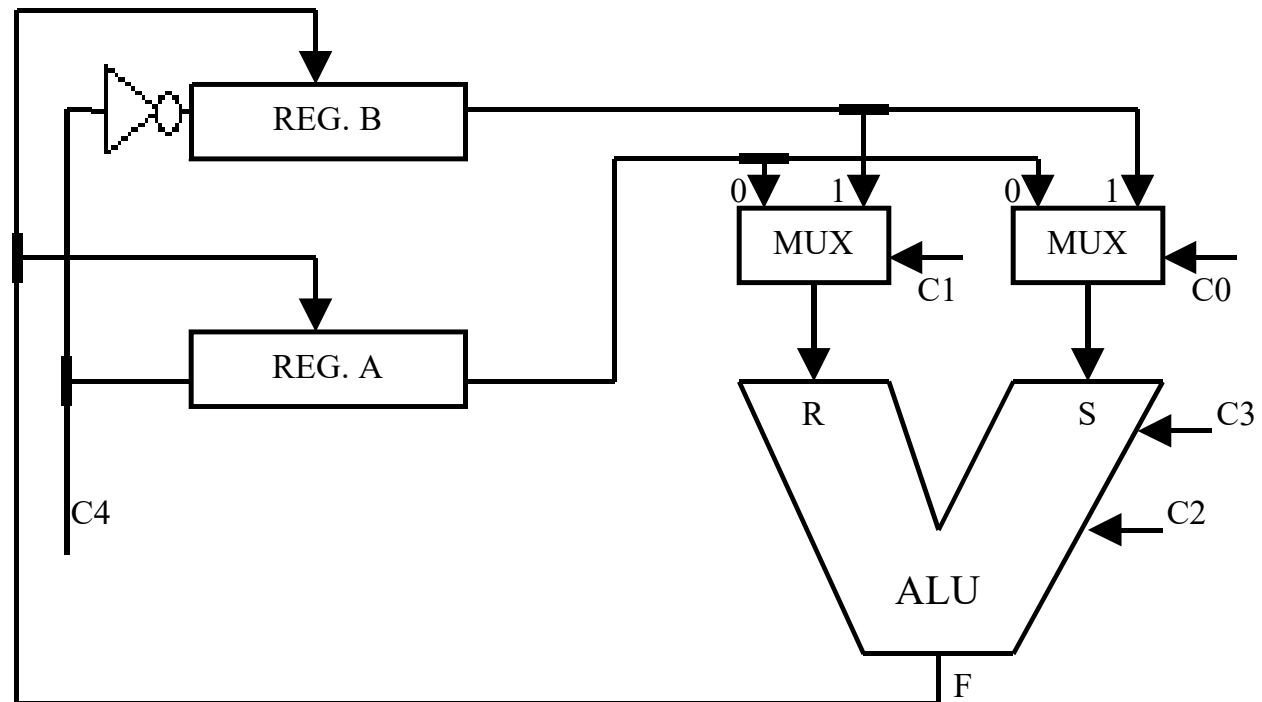 REG. B
0 1 0 1
MUX MUX
C1 C0
REG. A
R S C3
C4 C2
ALU
F